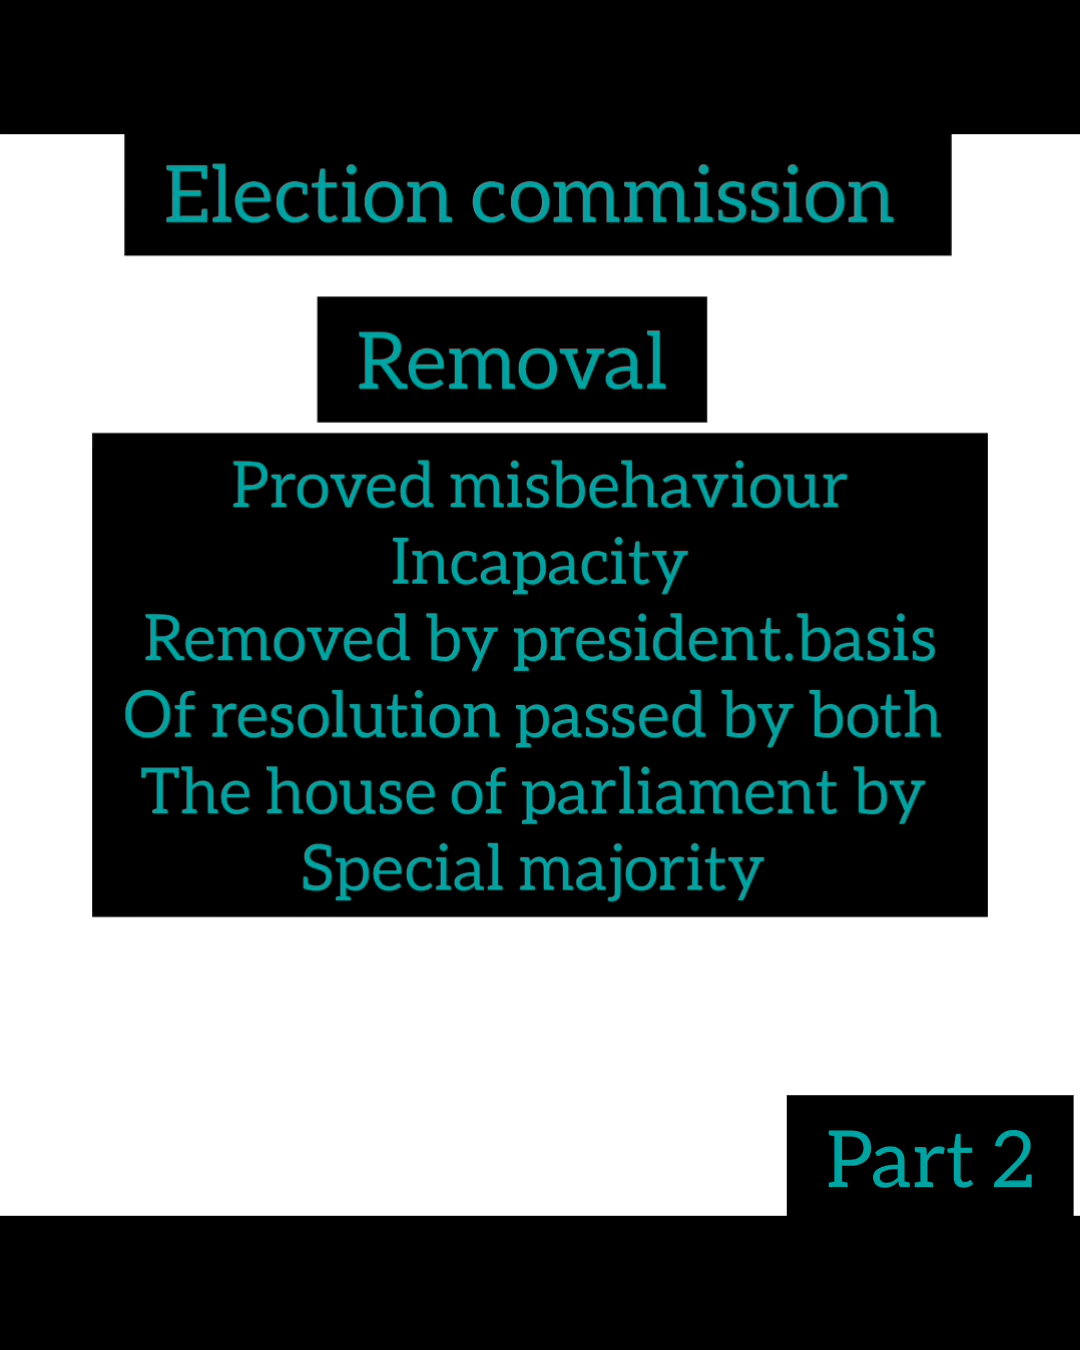 Election commission
Removal
Proved misbehaviour
Incapacity
Removed by president.basis
Of resolution passed by both
The house of parliament by
Special majority
Part 2